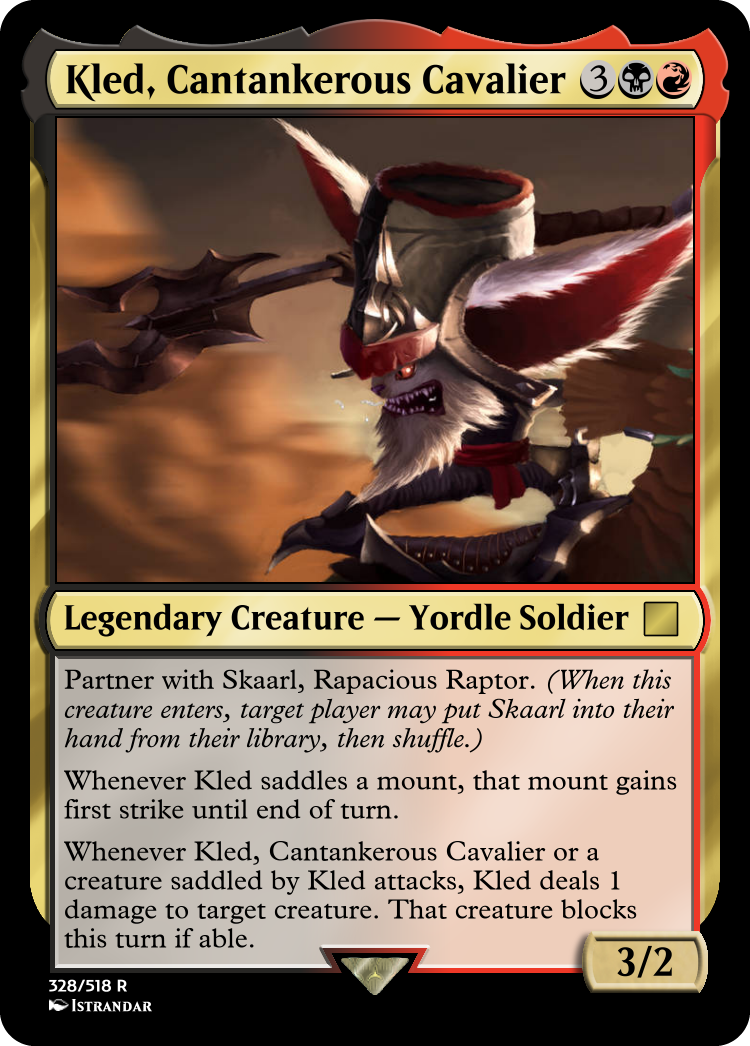 Kled, Cantankerous Cavalier 3
Legendary Creature — Yordle Soldier
Partner with Skaarl, Rapacious Raptor. (When this
creature enters, target player may put Skaarl into their
hand from their library, then shuffle.)
Whenever Kled saddles a mount, that mount gains
first strike until end of turn.
Whenever Kled, Cantankerous Cavalier or a
creature saddled by Kled attacks, Kled deals 1
damage to target creature. That creature blocks
this turn if able.
3/2
328/518 R
Istrandar